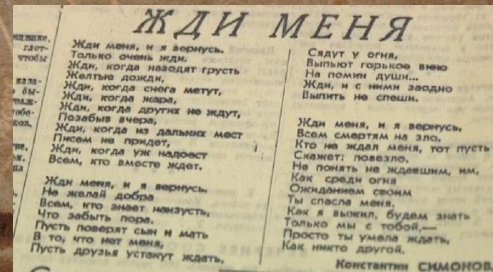 ЖДИ МЕНЯ
Жди меня, и я вернусь.
Только очень жди.
Жди, когда наводят грусть
Желтые дожди,
Жди, когда снега метут,
Жди, когда жара,
Жди, когда других не ждут,
Позабыв вчера,
Жди, когда из дальних мест
Писем не придет,
Жди, когда уж надоест
Всем, кто вместе ждет.
Жди меня, и я вернусь.
Не желай добра
Всем, кто знает наизусть,
Что забыть пора.
Пусть поверят сын и мать
В то, что нет меня,
Пусть друзья устанут ждать,
Сядут у огня,
Выпьют горькое вино
На помин души...
Жди, и с ними заодно
Выпить не спеши.
Жди меня, и я вернусь,
Всем смертям на зло,
Кто не ждал меня, тот пусть
Скажет: повезло.
Не понять не ждавшим, им,
Как среди огня
Ожиданием своим
Ты спасла меня,
Как я выжил, будем знать
Только мы с тобой,—
Просто ты умела ждать,
Как никто другой.
Константин СИМОНОВ.